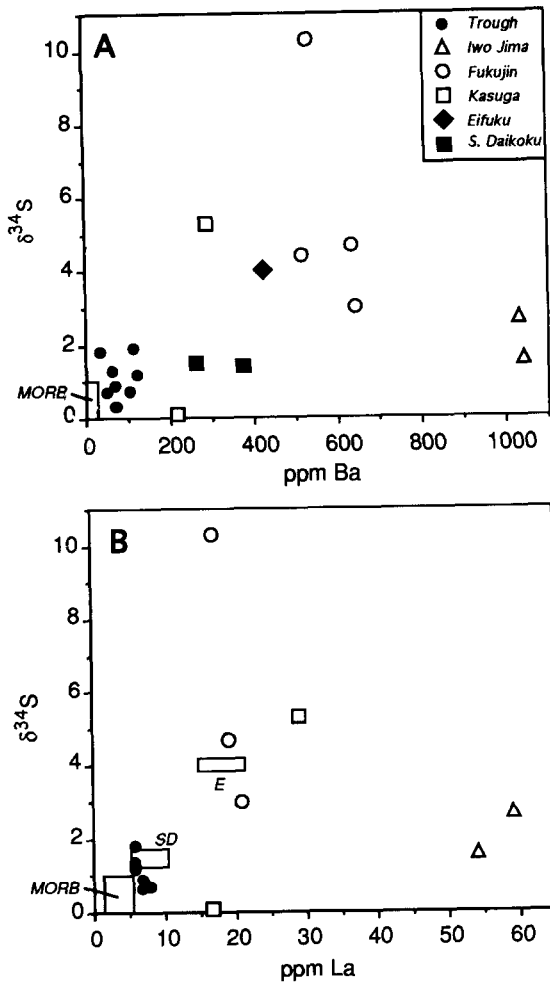 A
Trough
Iwo Jima
Fukujin
Kasuga
Eifuku
S. Daikoku
10
8
6
4
2
0
δ34S
MORB
0 200 400 600 800 1000
ppm Ba
B
10
8
6
4
2
0
δ34S
E
SD
MORB
0 10 20 30 40 50 60
ppm La